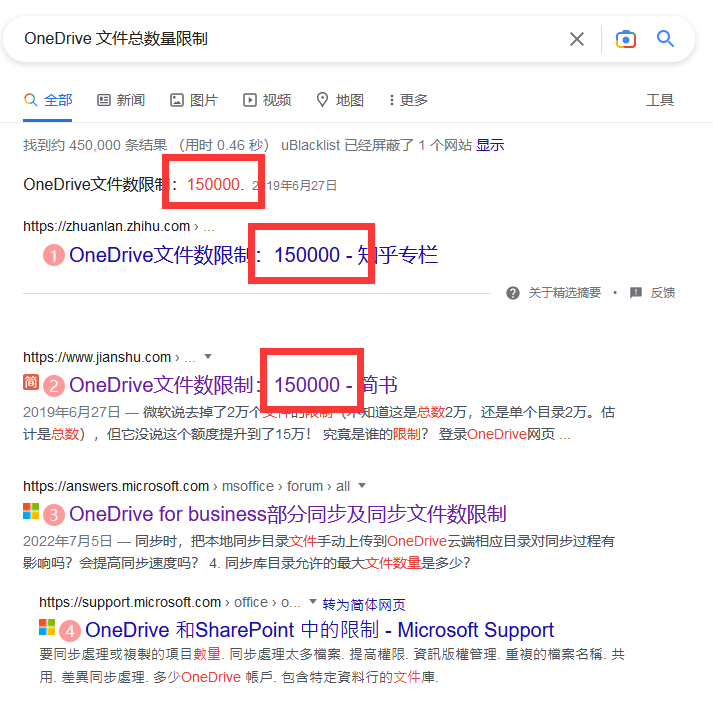 OneDrive 文件总数量限制
全部 新闻 图片 视频 地图 更多 工具
找到约 450,000 条结果 （用时 0.46 秒） uBlacklist 已经屏蔽了 1 个网站 显示
OneDrive文件数限制：150000. 2019年6月27日
https://zhuanlan.zhihu.com › ...
1 OneDrive文件数限制：150000 - 知乎专栏
关于精选摘要 • 反馈
https://www.jianshu.com › ...
简 2 OneDrive文件数限制：150000 - 简书
2019年6月27日 — 微软说去掉了2万个文件的限制（不知道这是总数2万，还是单个目录2万。估
计是总数），但它没说这个额度提升到了15万！ 究竟是谁的限制？ 登录OneDrive网页 ...
https://answers.microsoft.com › msoffice › forum › all
3 OneDrive for business部分同步及同步文件数限制
2022年7月5日 — 同步时，把本地同步目录文件手动上传到OneDrive云端相应目录对同步过程有
影响吗？会提高同步速度吗？ 4. 同步库目录允许的最大文件数量是多少？
https://support.microsoft.com › office › o... 转为简体网页
4 OneDrive 和SharePoint 中的限制 - Microsoft Support
要同步處理或複製的項目數量. 同步處理太多檔案. 提高權限. 資訊版權管理. 重複的檔案名稱. 共
用. 差異同步處理. 多少OneDrive 帳戶. 包含特定資料行的文件庫.